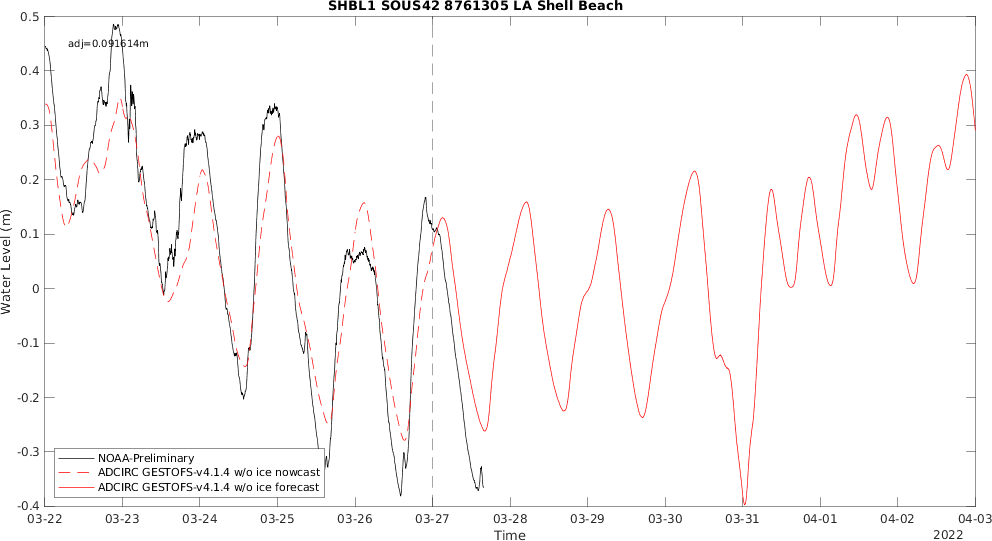 SHBL1 SOUS42 8761305 LA Shell Beach
adj=0.091614m
0.5
0.4
0.3
0.2
0.1
0
-0.1
-0.2
-0.3
-0.4
Water Level (m)
NOAA-Preliminary
ADCIRC GESTOFS-v4.1.4 w/o ice nowcast
ADCIRC GESTOFS-v4.1.4 w/o ice forecast
03-22 03-23 03-24 03-25 03-26 03-27 03-28 03-29 03-30 03-31 04-01 04-02 04-03
Time
2022